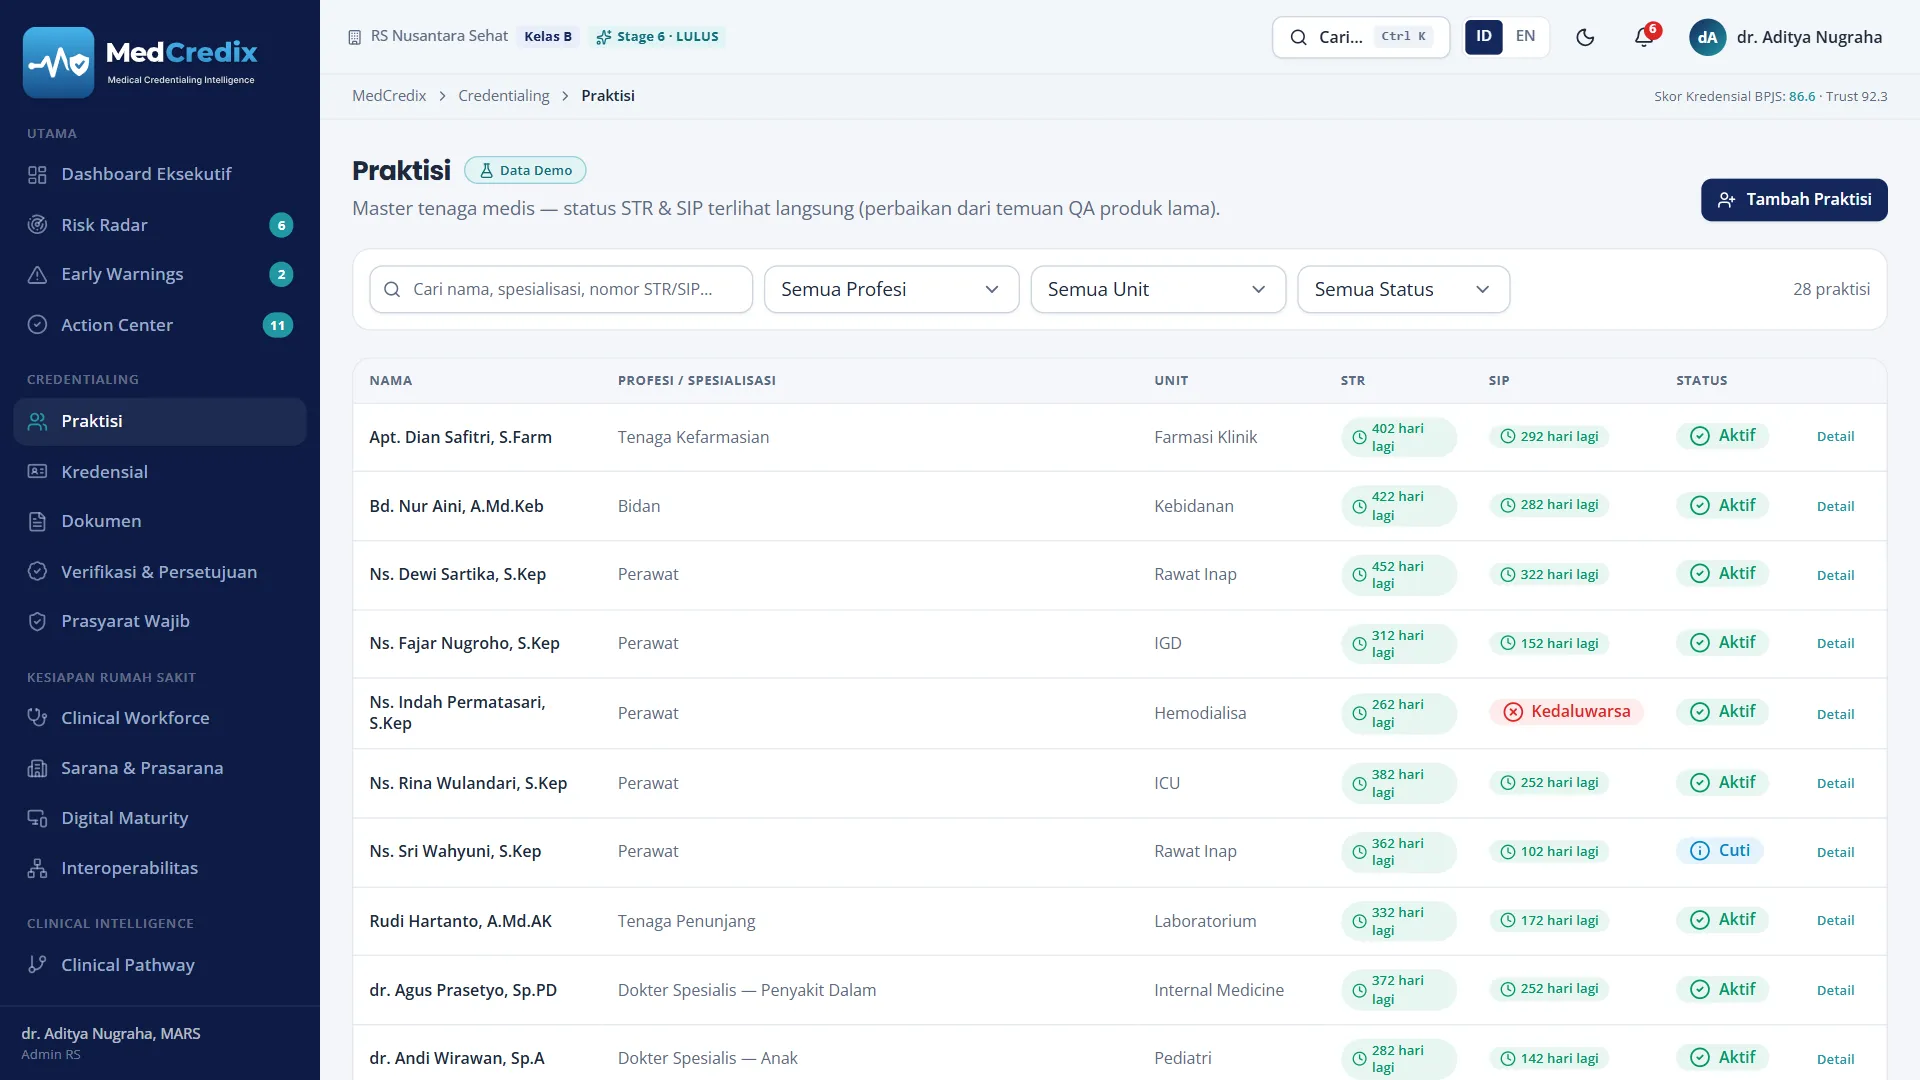 MedCredix
Medical Credentialing Intelligence
UTAMA
Dashboard Eksekutif
Risk Radar 6
Early Warnings 2
Action Center 11
CREDENTIALING
Praktisi
Kredensial
Dokumen
Verifikasi & Persetujuan
Prasyarat Wajib
KESIAPAN RUMAH SAKIT
Clinical Workforce
Sarana & Prasarana
Digital Maturity
Interoperabilitas
CLINICAL INTELLIGENCE
Clinical Pathway
dr. Aditya Nugraha, MARS
Admin RS
RS Nusantara Sehat Kelas B Stage 6 · LULUS
Cari... Ctrl K ID EN 6 dA dr. Aditya Nugraha
MedCredix > Credentialing > Praktisi
Skor Kredensial BPJS: 86.6 · Trust 92.3
Praktisi Data Demo
Master tenaga medis — status STR & SIP terlihat langsung (perbaikan dari temuan QA produk lama).
Tambah Praktisi
Cari nama, spesialisasi, nomor STR/SIP... Semua Profesi Semua Unit Semua Status 28 praktisi
NAMA PROFESI / SPESIALISASI UNIT STR SIP STATUS
Apt. Dian Safitri, S.Farm Tenaga Kefarmasian Farmasi Klinik 402 hari lagi 292 hari lagi Aktif Detail
Bd. Nur Aini, A.Md.Keb Bidan Kebidanan 422 hari lagi 282 hari lagi Aktif Detail
Ns. Dewi Sartika, S.Kep Perawat Rawat Inap 452 hari lagi 322 hari lagi Aktif Detail
Ns. Fajar Nugroho, S.Kep Perawat IGD 312 hari lagi 152 hari lagi Aktif Detail
Ns. Indah Permatasari, S.Kep Perawat Hemodialisa 262 hari lagi Kedaluwarsa Aktif Detail
Ns. Rina Wulandari, S.Kep Perawat ICU 382 hari lagi 252 hari lagi Aktif Detail
Ns. Sri Wahyuni, S.Kep Perawat Rawat Inap 362 hari lagi 102 hari lagi Cuti Detail
Rudi Hartanto, A.Md.AK Tenaga Penunjang Laboratorium 332 hari lagi 172 hari lagi Aktif Detail
dr. Agus Prasetyo, Sp.PD Dokter Spesialis — Penyakit Dalam Internal Medicine 372 hari lagi 252 hari lagi Aktif Detail
dr. Andi Wirawan, Sp.A Dokter Spesialis — Anak Pediatri 282 hari lagi 142 hari lagi Aktif Detail